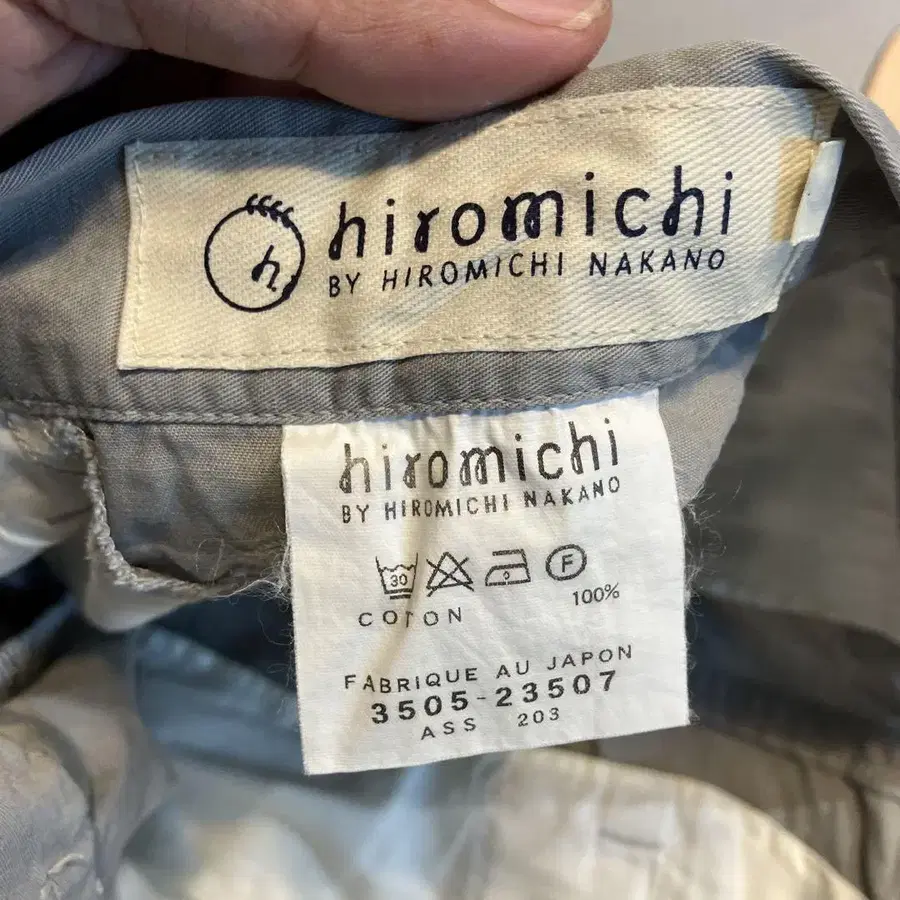 h.
hiromichi
BY HIROMICHI NAKANO
hiromichi
BY HIROMICHI NAKANO
30 F
COTON 100%
FABRIQUE AU JAPON
3505-23507
ASS 203